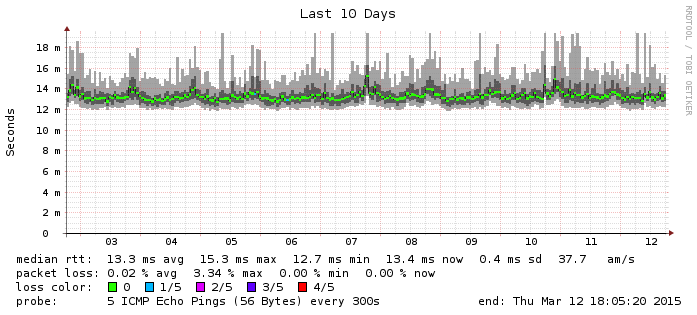 Last 10 Days
RRDTOOL / TOBI OETIKER
Seconds
18 m
16 m
14 m
12 m
10 m
8 m
6 m
4 m
2 m
0
03 04 05 06 07 08 09 10 11 12
median rtt: 13.3 ms avg 15.3 ms max 12.7 ms min 13.4 ms now 0.4 ms sd 37.7 am/s
packet loss: 0.02 % avg 3.34 % max 0.00 % min 0.00 % now
loss color: 0 1/5 2/5 3/5 4/5
probe: 5 ICMP Echo Pings (56 Bytes) every 300s end: Thu Mar 12 18:05:20 2015